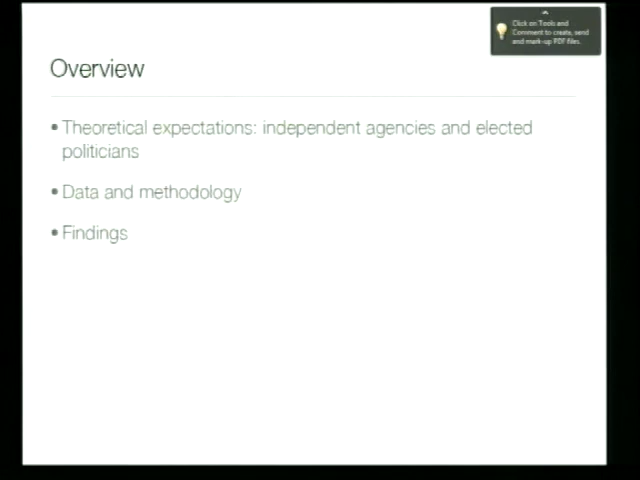 Click on Tools and
Comment to create, send
and mark-up PDF files.
Overview
• Theoretical expectations: independent agencies and elected
politicians
• Data and methodology
• Findings